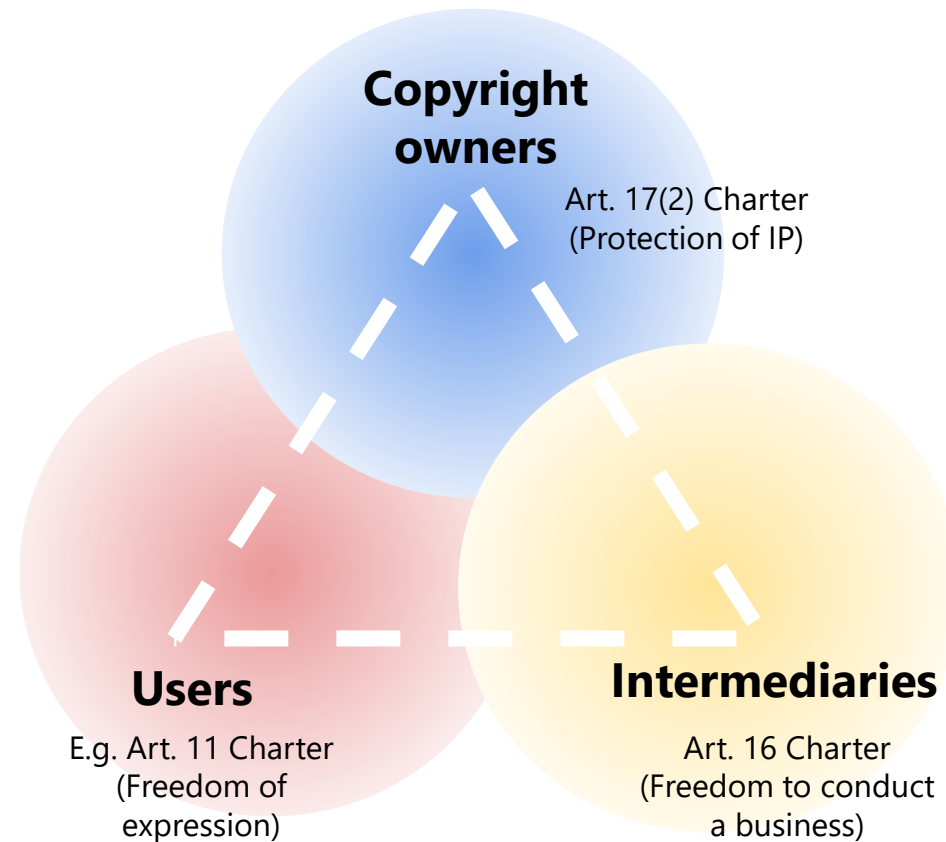 Copyright
owners
Art. 17(2) Charter
(Protection of IP)
Users
E.g. Art. 11 Charter
(Freedom of
expression)
Intermediaries
Art. 16 Charter
(Freedom to conduct
a business)